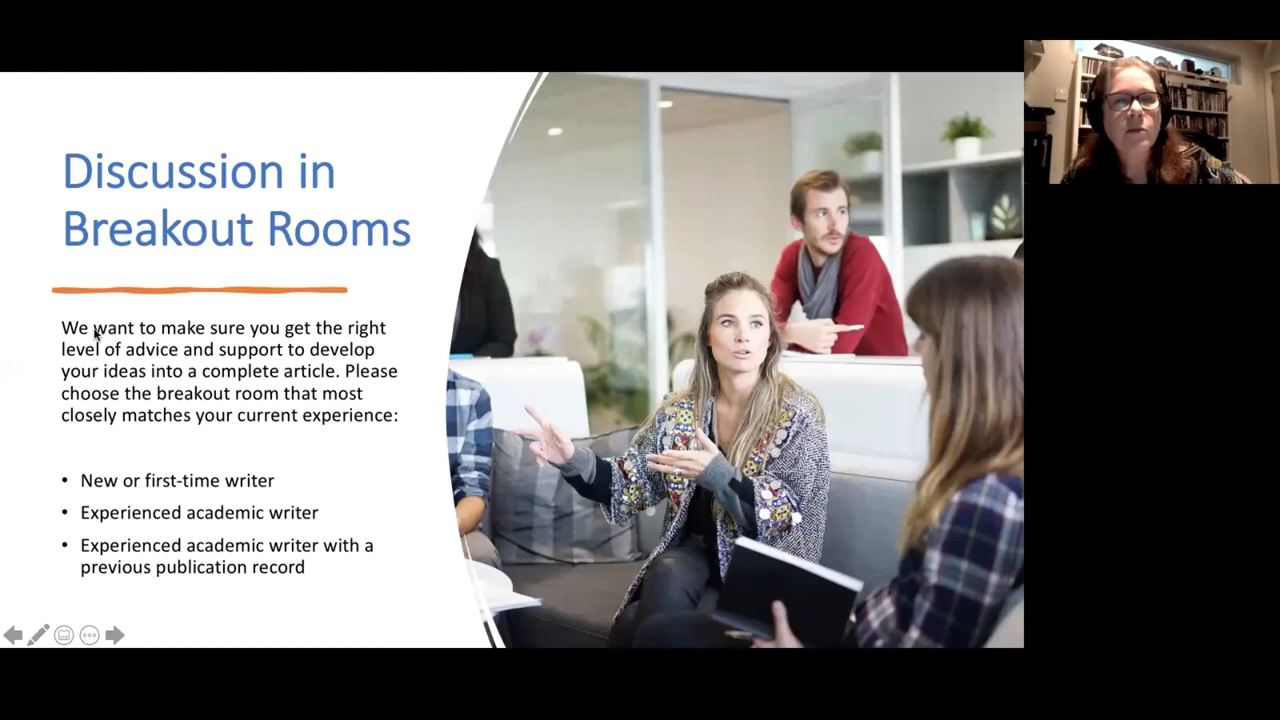 Discussion in
Breakout Rooms
We want to make sure you get the right
level of advice and support to develop
your ideas into a complete article. Please
choose the breakout room that most
closely matches your current experience:
• New or first-time writer
• Experienced academic writer
• Experienced academic writer with a
previous publication record